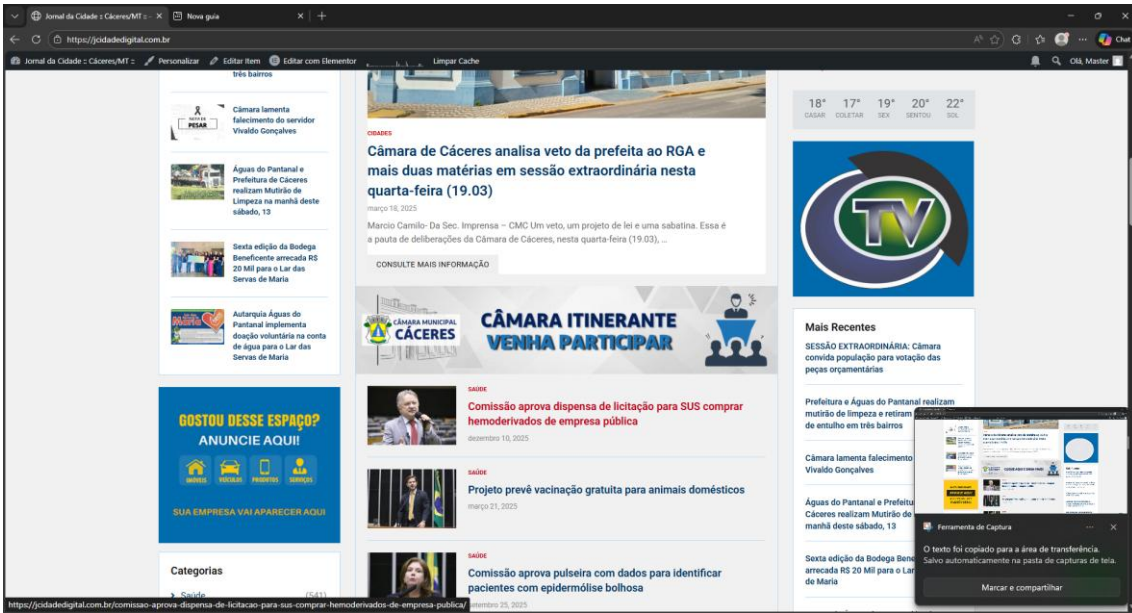 Jornal da Cidade :: Cáceres/MT :: -
Nova guia
https://jcidadedigital.com.br
Chat
Jornal da Cidade :: Cáceres/MT ::
Personalizar
Editar Item
Editar com Elementor
Limpar Cache
Olá, Master
três bairros
PESAR
Câmara lamenta
falecimento do servidor
Vivaldo Gonçalves
Águas do Pantanal e
Prefeitura de Cáceres
realizam Mutirão de
Limpeza na manhã deste
sábado, 13
Sexta edição da Bodega
Beneficente arrecada R$
20 Mil para o Lar das
Servas de Maria
Autarquia Águas do
Pantanal implementa
doação voluntária na conta
de água para o Lar das
Servas de Maria
GOSTOU DESSE ESPAÇO?
ANUNCIE AQUI!
IMÓVEIS VEÍCULOS PRODUTOS SERVIÇOS
SUA EMPRESA VAI APARECER AQUI
Categorias
Saúde (541)
CIDADES
Câmara de Cáceres analisa veto da prefeita ao RGA e
mais duas matérias em sessão extraordinária nesta
quarta-feira (19.03)
março 18, 2025
Marcio Camilo- Da Sec. Imprensa – CMC Um veto, um projeto de lei e uma sabatina. Essa é
a pauta de deliberações da Câmara de Cáceres, nesta quarta-feira (19.03), ...
CONSULTE MAIS INFORMAÇÃO
CÂMARA MUNICIPAL
CÁCERES
CÂMARA ITINERANTE
VENHA PARTICIPAR
SAÚDE
Comissão aprova dispensa de licitação para SUS comprar
hemoderivados de empresa pública
dezembro 10, 2025
SAÚDE
Projeto prevê vacinação gratuita para animais domésticos
março 21, 2025
SAÚDE
Comissão aprova pulseira com dados para identificar
pacientes com epidermólise bolhosa
setembro 25, 2025
18° 17° 19° 20° 22°
CASAR COLETAR SEX SENTOU SOL
TV
Mais Recentes
SESSÃO EXTRAORDINÁRIA: Câmara
convida população para votação das
peças orçamentárias
Prefeitura e Águas do Pantanal realizam
mutirão de limpeza e retiram
de entulho em três bairros
Câmara lamenta falecimento
Vivaldo Gonçalves
Águas do Pantanal e Prefeitu
Cáceres realizam Mutirão de
manhã deste sábado, 13
Sexta edição da Bodega Bene
arrecada R$ 20 Mil para o Lar
de Maria
Ferramenta de Captura
O texto foi copiado para a área de transferência.
Salvo automaticamente na pasta de capturas de tela.
Marcar e compartilhar
https://jcidadedigital.com.br/comissao-aprova-dispensa-de-licitacao-para-sus-comprar-hemoderivados-de-empresa-publica/